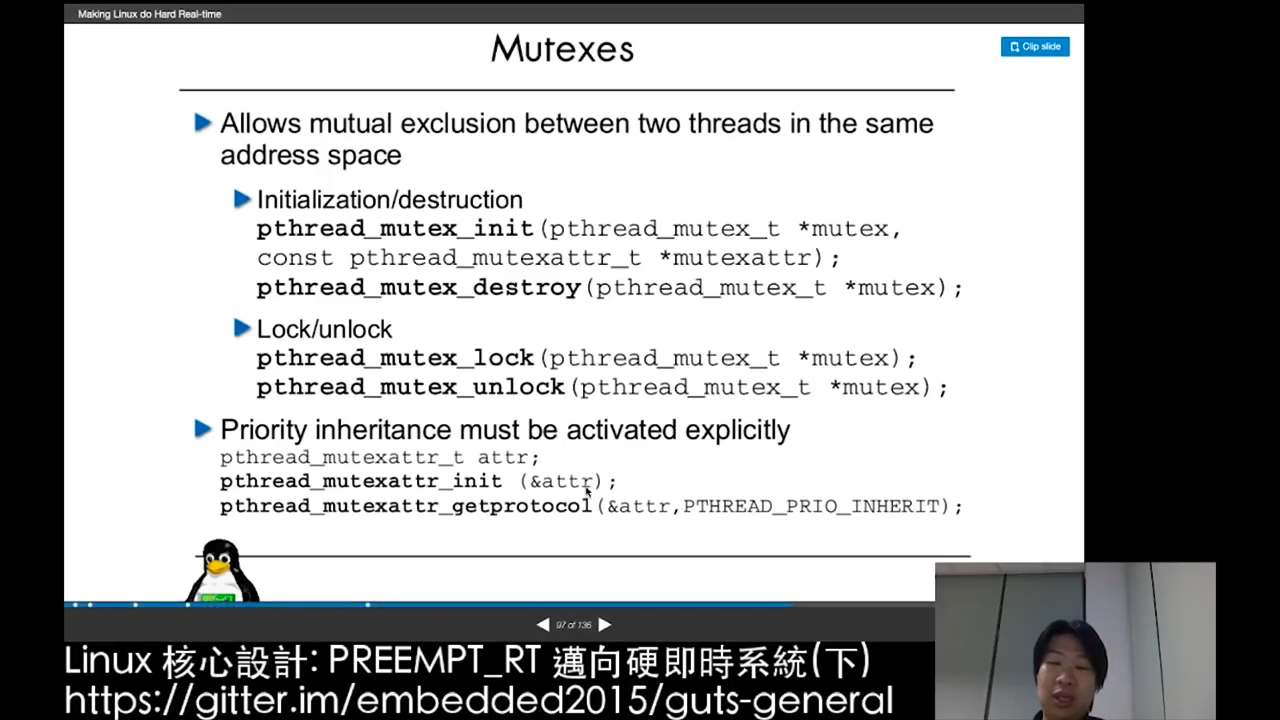 Making Linux do Hard Real-time
Mutexes
Clip slide
Allows mutual exclusion between two threads in the same
address space
Initialization/destruction
pthread_mutex_init(pthread_mutex_t *mutex,
const pthread_mutexattr_t *mutexattr);
pthread_mutex_destroy(pthread_mutex_t *mutex);
Lock/unlock
pthread_mutex_lock(pthread_mutex_t *mutex);
pthread_mutex_unlock(pthread_mutex_t *mutex);
Priority inheritance must be activated explicitly
pthread_mutexattr_t attr;
pthread_mutexattr_init (&attr);
pthread_mutexattr_getprotocol(&attr,PTHREAD_PRIO_INHERIT);
97 of 136
Linux 核心設計: PREEMPT_RT 邁向硬即時系統(下)
https://gitter.im/embedded2015/guts-general